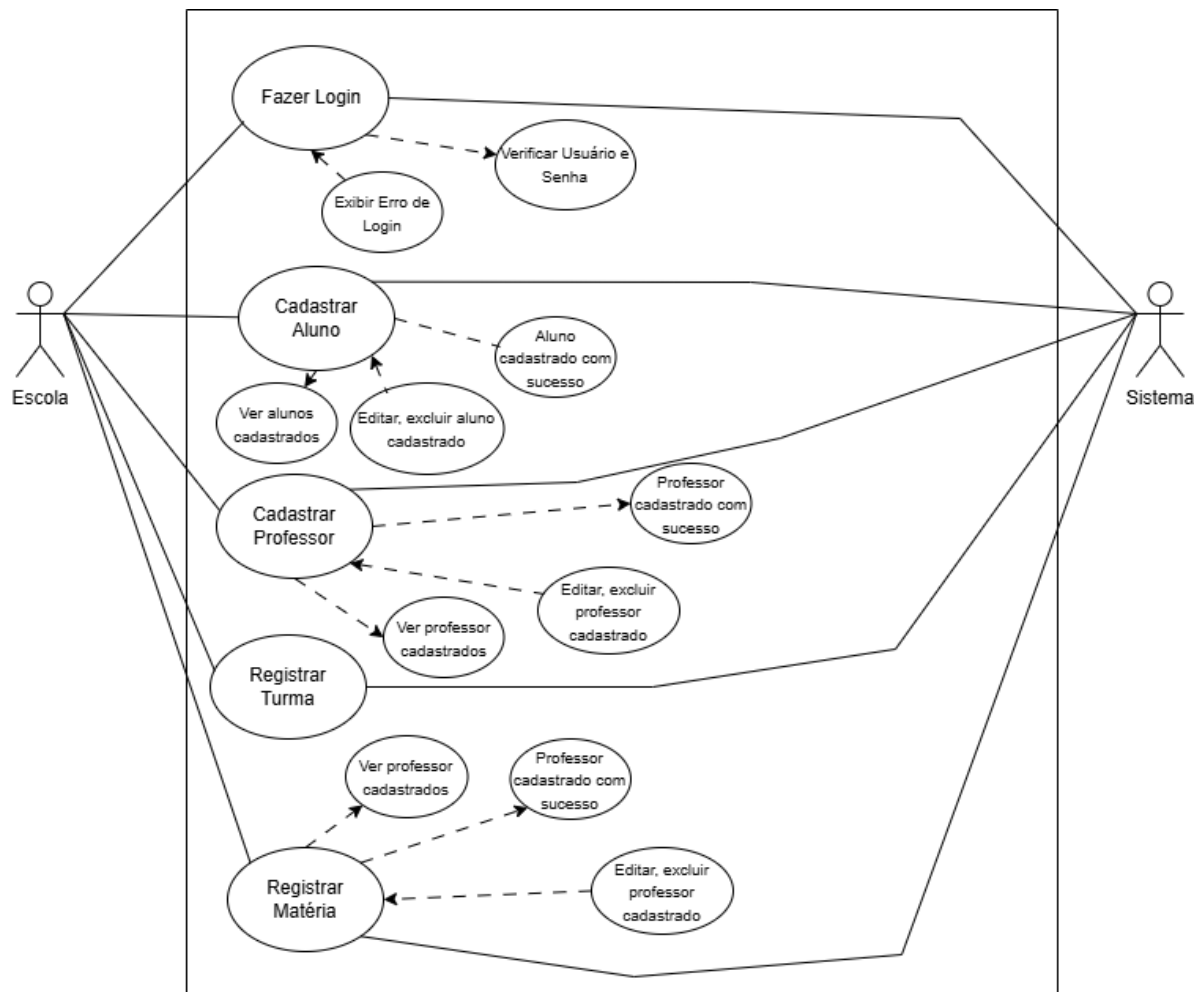 Fazer Login
Verificar Usuário e
Senha
Exibir Erro de
Login
Cadastrar
Aluno
Aluno
cadastrado com
sucesso
Escola
Sistema
Ver alunos
cadastrados
Editar, excluir aluno
cadastrado
Cadastrar
Professor
Professor
cadastrado com
sucesso
Editar, excluir
professor
cadastrado
Ver professor
cadastrados
Registrar
Turma
Ver professor
cadastrados
Professor
cadastrado com
sucesso
Registrar
Matéria
Editar, excluir
professor
cadastrado